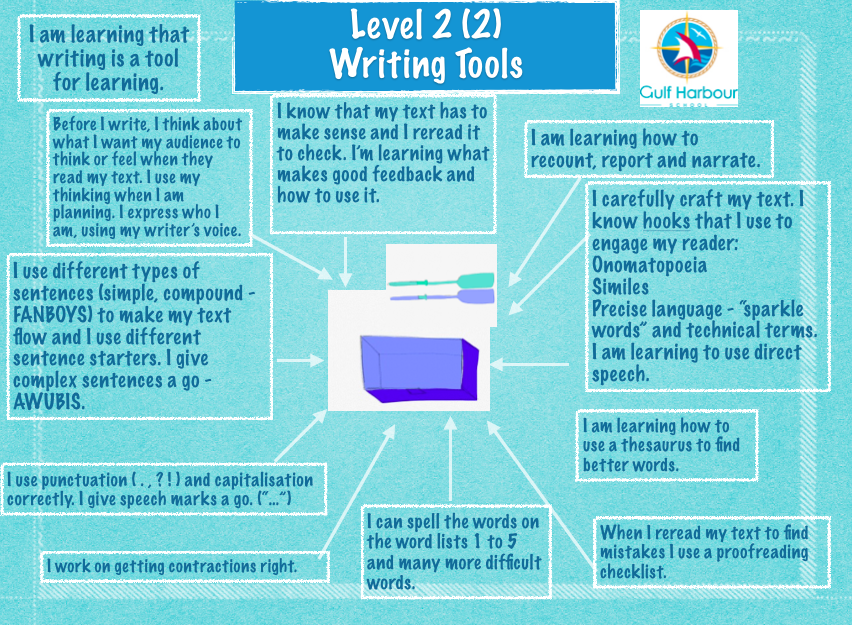 Level 2 (2)
Writing Tools
Gulf Harbour
SCHOOL
I am learning that
writing is a tool
for learning.
Before I write, I think about
what I want my audience to
think or feel when they
read my text. I use my
thinking when I am
planning. I express who I
am, using my writer's voice.
I know that my text has to
make sense and I reread it
to check. I'm learning what
makes good feedback and
how to use it.
I am learning how to
recount, report and narrate.
I carefully craft my text. I
know hooks that I use to
engage my reader:
Onomatopoeia
Similes
Precise language - "sparkle
words" and technical terms.
I am learning to use direct
speech.
I use different types of
sentences (simple, compound -
FANBOYS) to make my text
flow and I use different
sentence starters. I give
complex sentences a go -
AWUBIS.
I am learning how to
use a thesaurus to find
better words.
I use punctuation ( . , ? ! ) and capitalisation
correctly. I give speech marks a go. ("...")
I can spell the words on
the word lists 1 to 5
and many more difficult
words.
When I reread my text to find
mistakes I use a proofreading
checklist.
I work on getting contractions right.